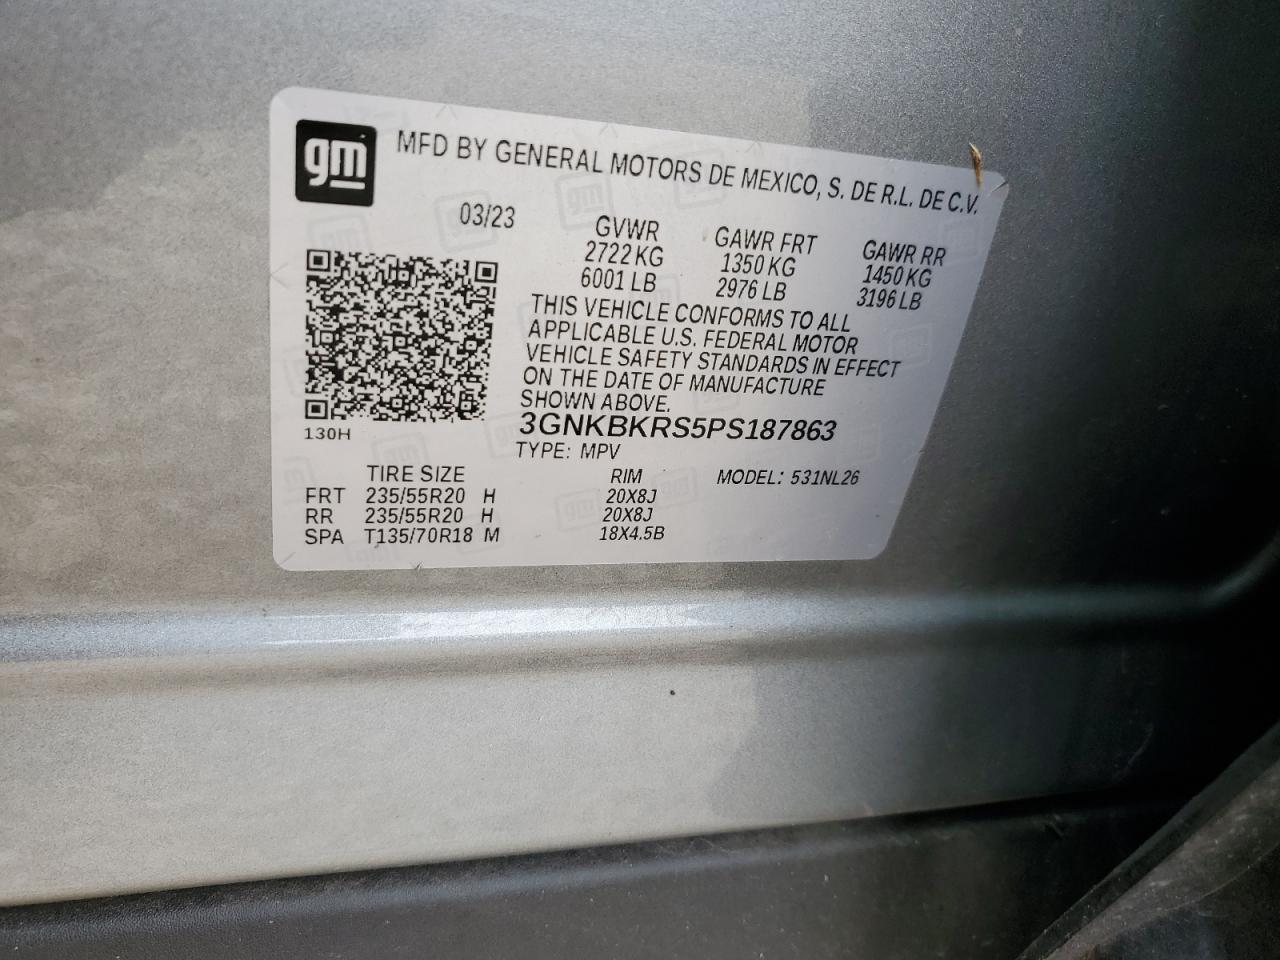 gm MFD BY GENERAL MOTORS DE MEXICO, S. DE R.L. DE C.V.
03/23 GVWR GAWR FRT GAWR RR
2722 KG 1350 KG 1450 KG
6001 LB 2976 LB 3196 LB
THIS VEHICLE CONFORMS TO ALL
APPLICABLE U.S. FEDERAL MOTOR
VEHICLE SAFETY STANDARDS IN EFFECT
ON THE DATE OF MANUFACTURE
SHOWN ABOVE.
3GNKBKRS5PS187863
130H
TYPE: MPV
TIRE SIZE RIM MODEL: 531NL26
FRT 235/55R20 H 20X8J
RR 235/55R20 H 20X8J
SPA T135/70R18 M 18X4.5B